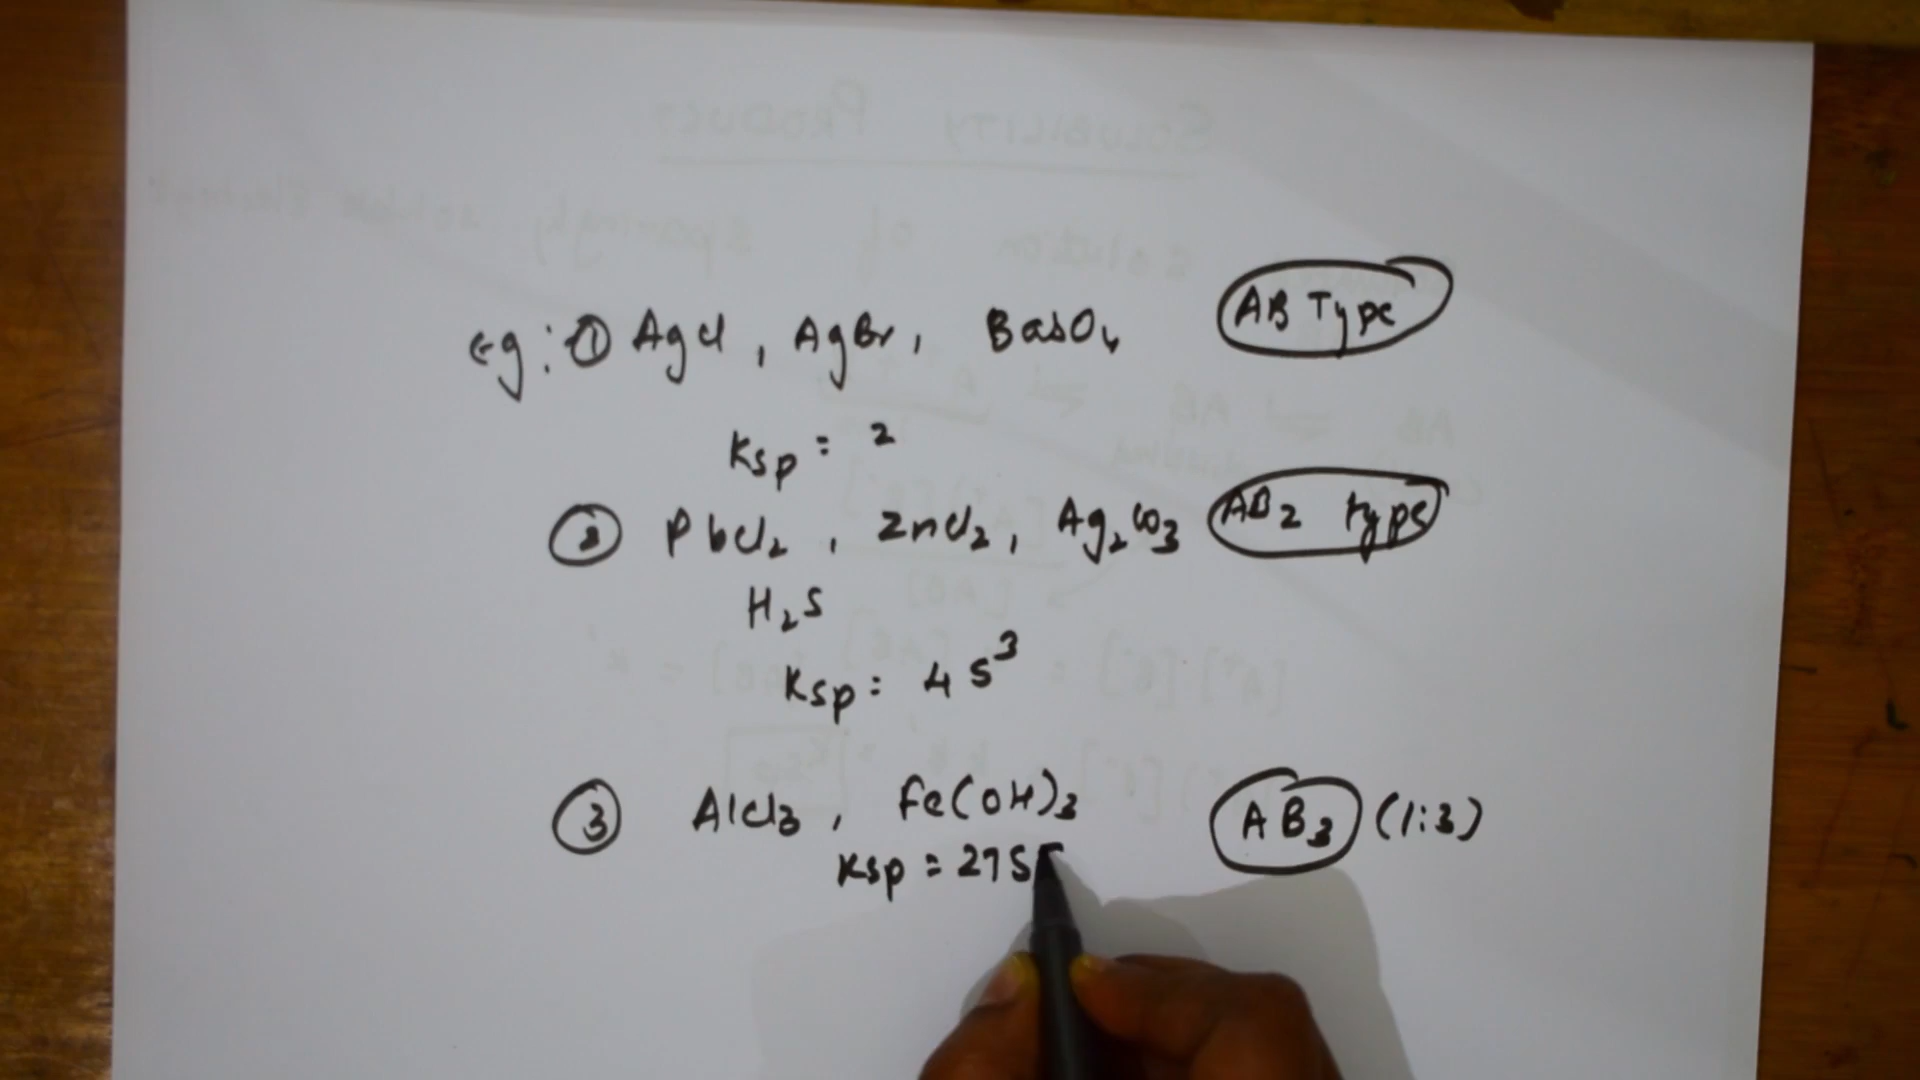 eg: ① AgCl, AgBr, BaSO₄ AB Type
Ksp = ²
② PbCl₂, ZnCl₂, Ag₂CO₃ AB₂ type
H₂S
Ksp = 4S³
③ AlCl₃, Fe(OH)₃ AB₃ (1:3)
Ksp = 27S